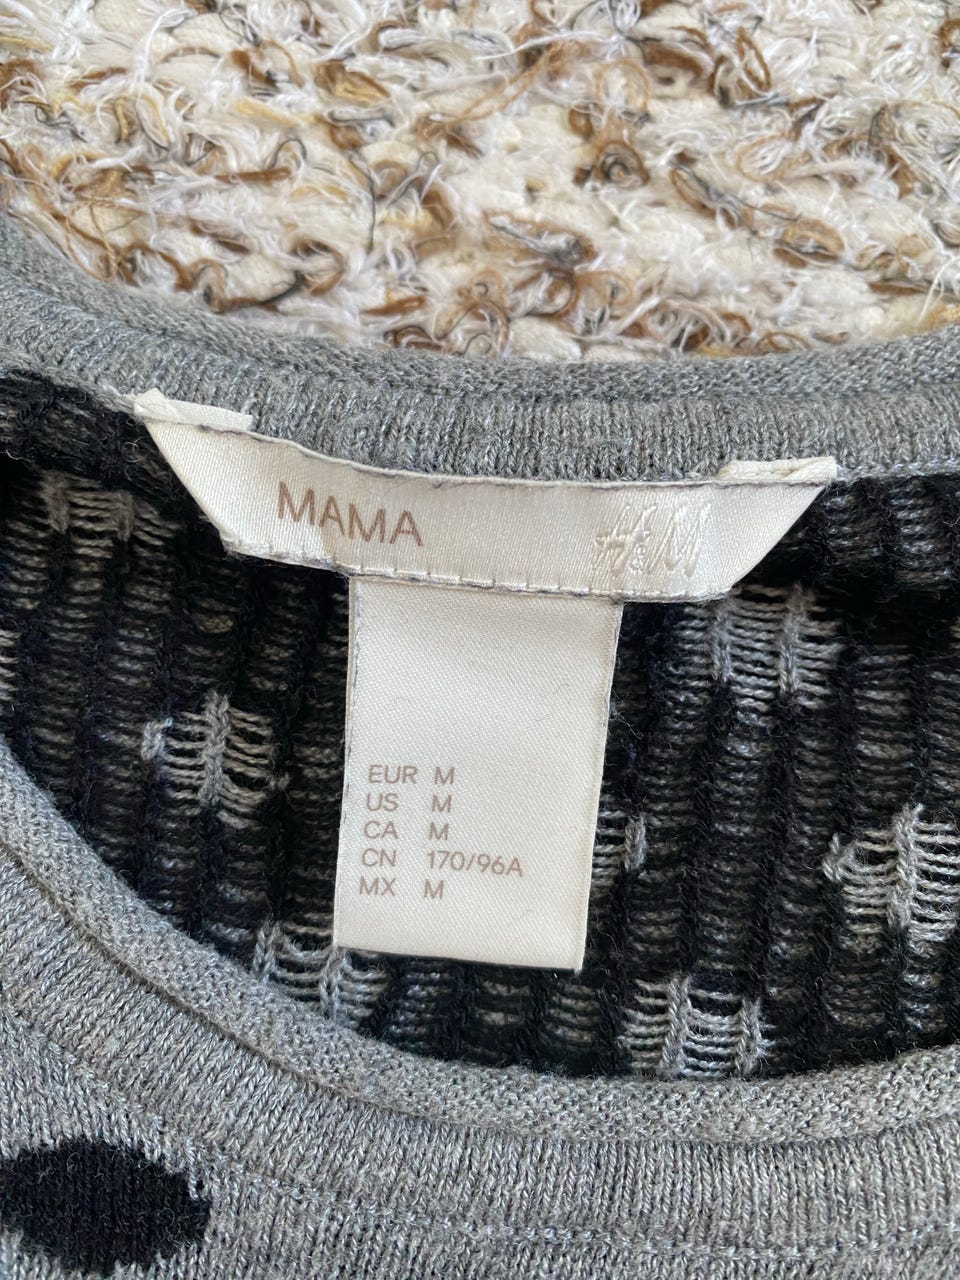 MAMA H&M
EUR M
US M
CA M
CN 170/96A
MX M